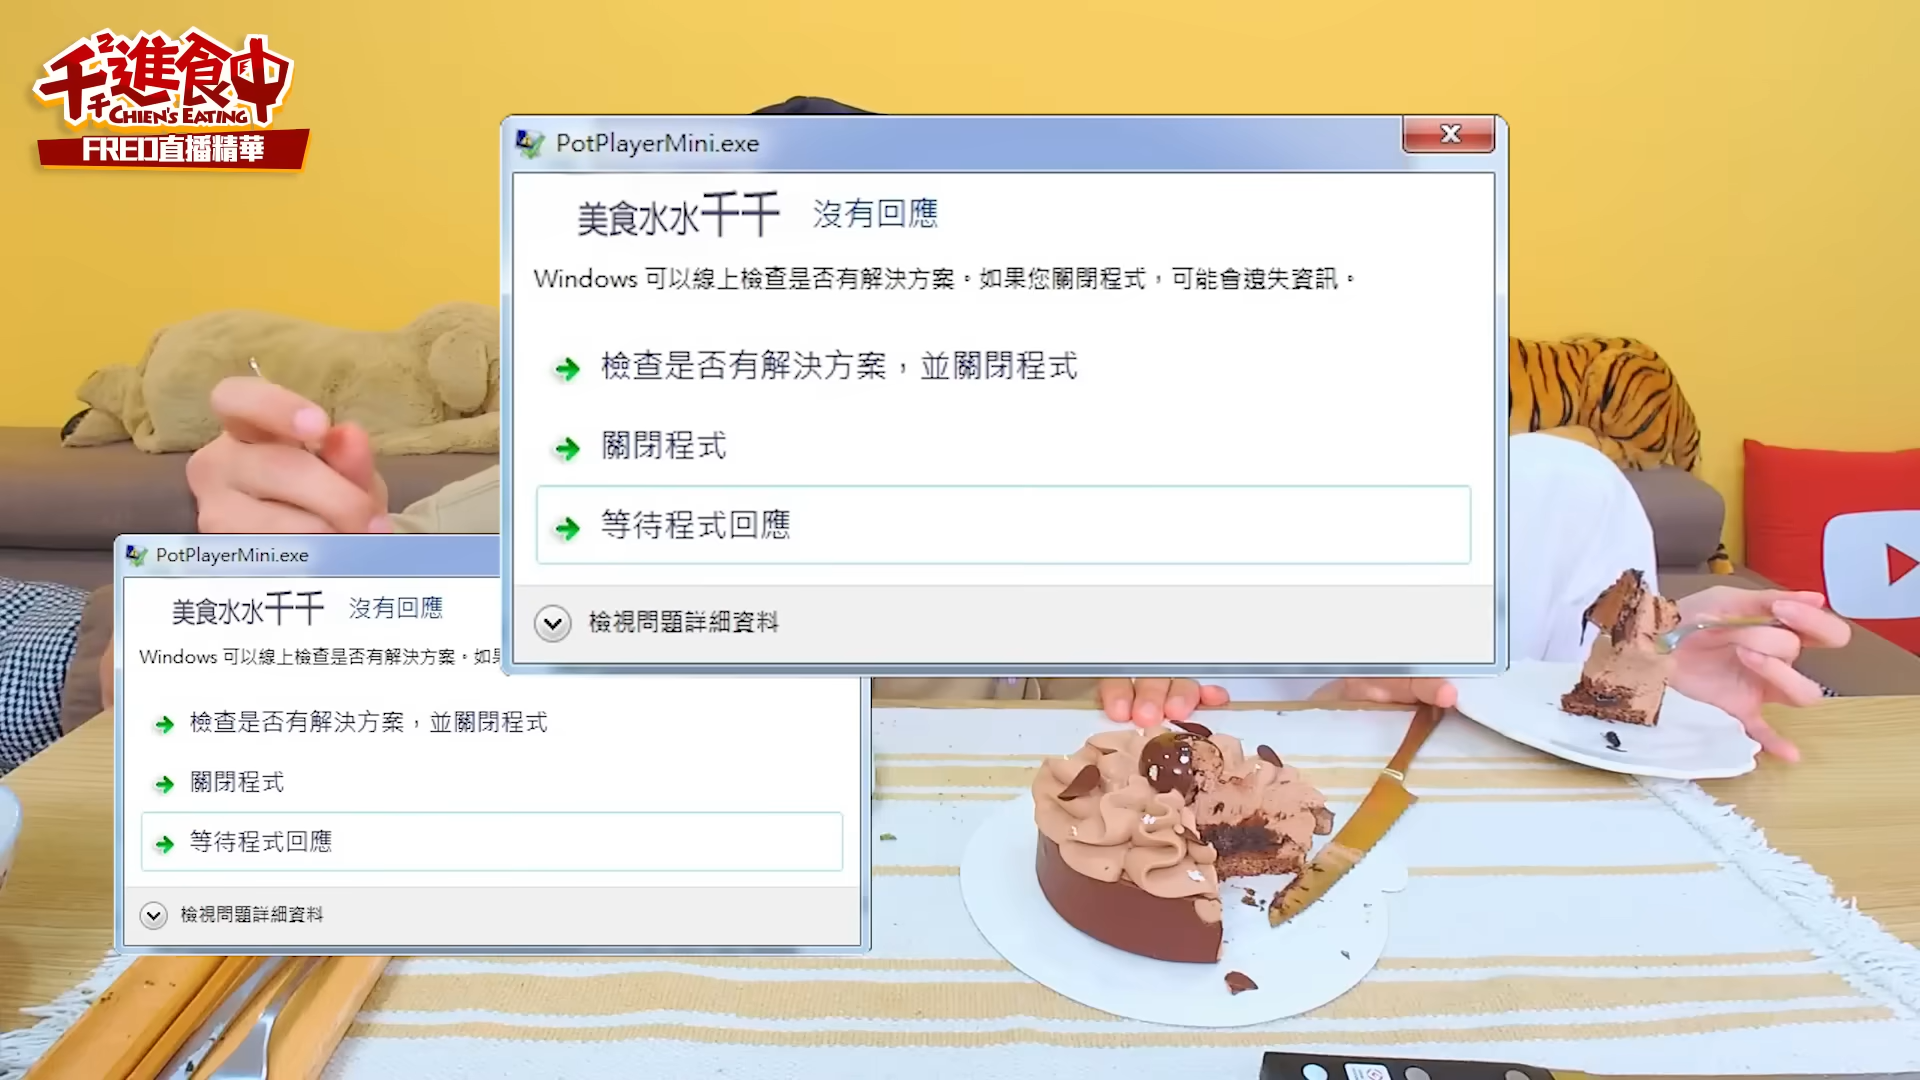 千千進食中
CHIEN'S EATING
FRED直播精華
PotPlayerMini.exe
美食水水千千 沒有回應
Windows 可以線上檢查是否有解決方案。如果您關閉程式，可能會遺失資訊。
檢查是否有解決方案，並關閉程式
關閉程式
等待程式回應
檢視問題詳細資料
PotPlayerMini.exe
美食水水千千 沒有回應
Windows 可以線上檢查是否有解決方案。如
檢查是否有解決方案，並關閉程式
關閉程式
等待程式回應
檢視問題詳細資料